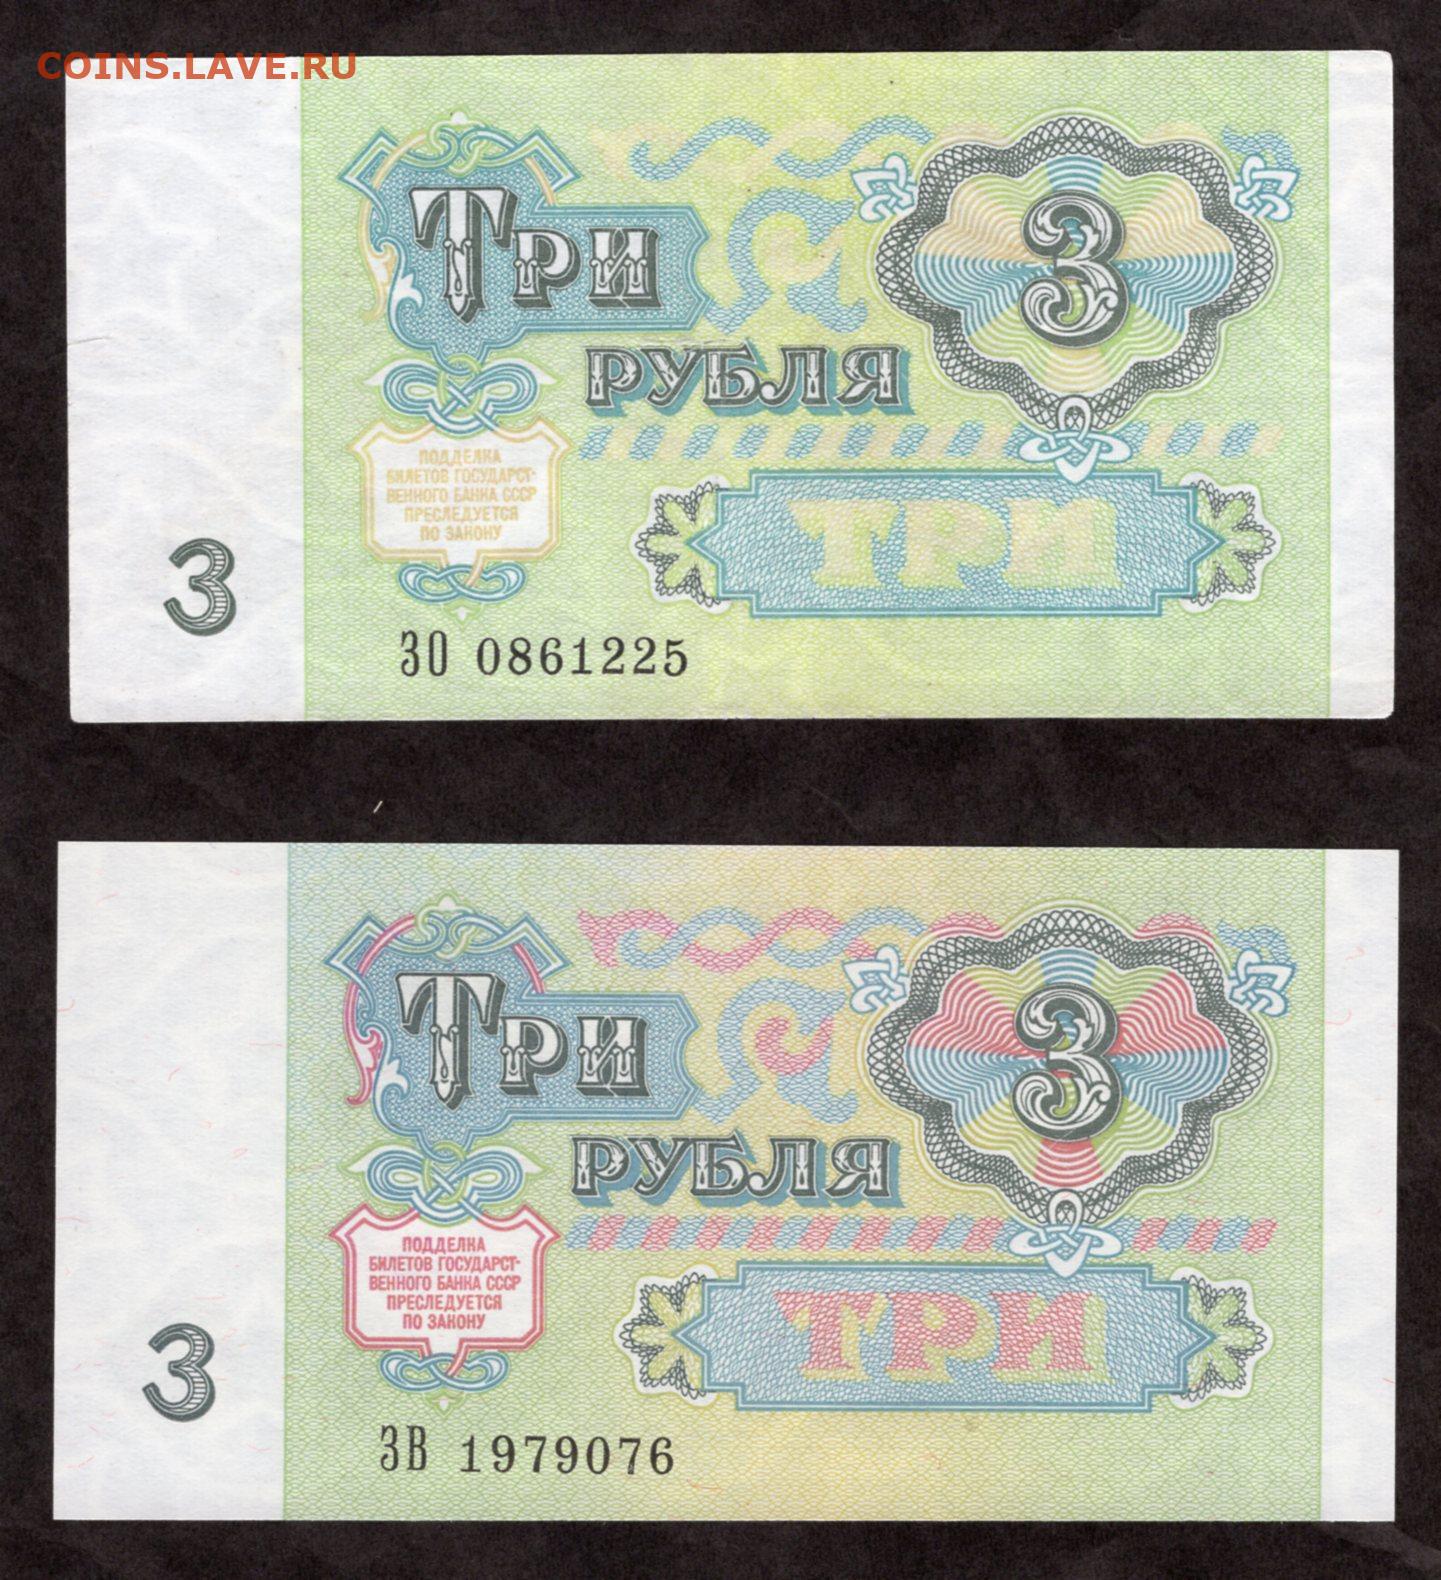 COINS.LAVE.RU
ТРИ
3
РУБЛЯ
ПОДДЕЛКА
БИЛЕТОВ ГОСУДАРСТ-
ВЕННОГО БАНКА СССР
ПРЕСЛЕДУЕТСЯ
ПО ЗАКОНУ
ТРИ
3
ЗО 0861225
ТРИ
3
РУБЛЯ
ПОДДЕЛКА
БИЛЕТОВ ГОСУДАРСТ-
ВЕННОГО БАНКА СССР
ПРЕСЛЕДУЕТСЯ
ПО ЗАКОНУ
ТРИ
3
ЗВ 1979076